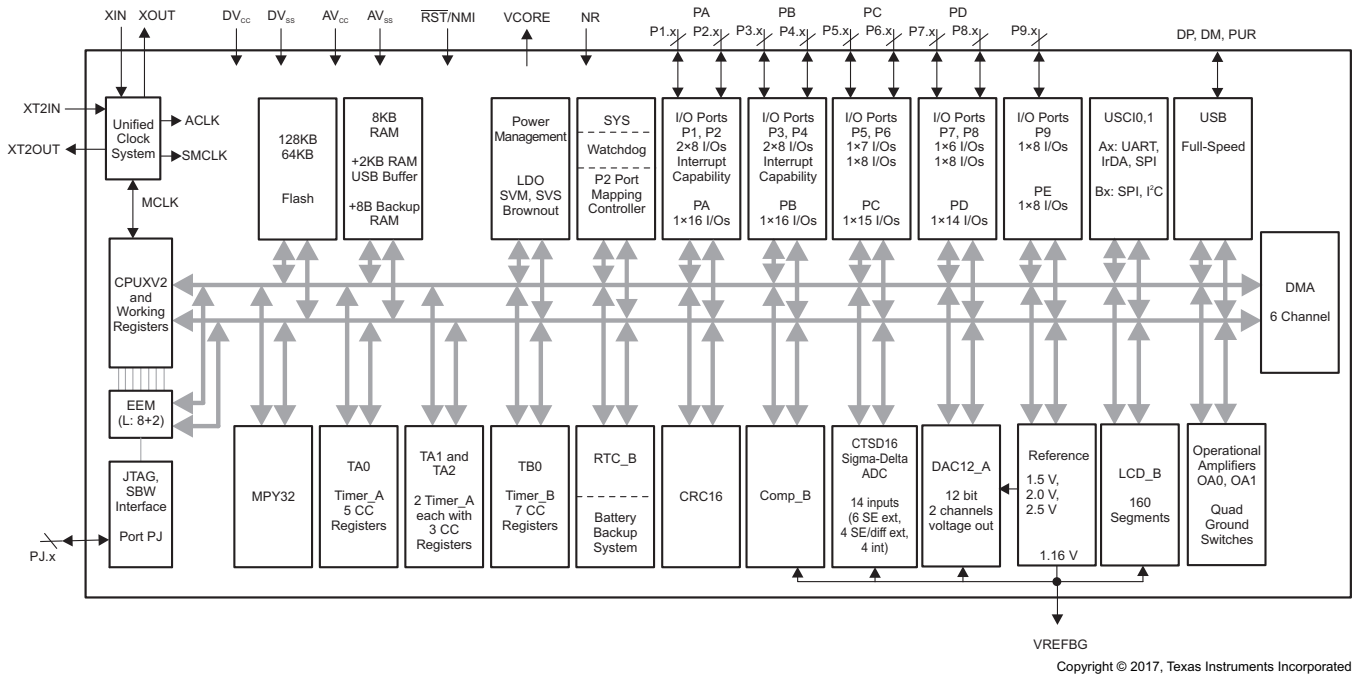 XIN XOUT DVCC DVSS AVCC AVSS RST/NMI VCORE NR PA PB PC PD
P1.x P2.x P3.x P4.x P5.x P6.x P7.x P8.x P9.x DP, DM, PUR
XT2IN
XT2OUT
Unified
Clock
System
ACLK
SMCLK
MCLK
128KB
64KB
Flash
8KB
RAM
+2KB RAM
USB Buffer
+8B Backup
RAM
Power
Management
LDO
SVM, SVS
Brownout
SYS
Watchdog
P2 Port
Mapping
Controller
I/O Ports
P1, P2
2×8 I/Os
Interrupt
Capability
PA
1×16 I/Os
I/O Ports
P3, P4
2×8 I/Os
Interrupt
Capability
PB
1×16 I/Os
I/O Ports
P5, P6
1×7 I/Os
1×8 I/Os
PC
1×15 I/Os
I/O Ports
P7, P8
1×6 I/Os
1×8 I/Os
PD
1×14 I/Os
I/O Ports
P9
1×8 I/Os
PE
1×8 I/Os
USCI0,1
Ax: UART,
IrDA, SPI
Bx: SPI, I²C
USB
Full-Speed
CPUXV2
and
Working
Registers
DMA
6 Channel
EEM
(L: 8+2)
JTAG,
SBW
Interface
Port PJ
PJ.x
MPY32
TA0
Timer_A
5 CC
Registers
TA1 and
TA2
2 Timer_A
each with
3 CC
Registers
TB0
Timer_B
7 CC
Registers
RTC_B
Battery
Backup
System
CRC16
Comp_B
CTSD16
Sigma-Delta
ADC
14 inputs
(6 SE ext,
4 SE/diff ext,
4 int)
DAC12_A
12 bit
2 channels
voltage out
Reference
1.5 V,
2.0 V,
2.5 V
1.16 V
LCD_B
160
Segments
Operational
Amplifiers
OA0, OA1
Quad
Ground
Switches
VREFBG
Copyright © 2017, Texas Instruments Incorporated